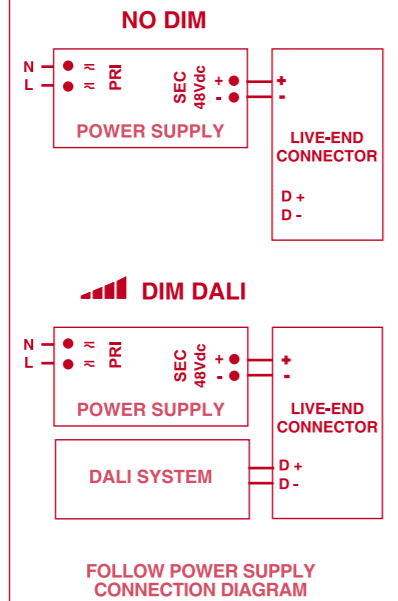 NO DIM
N
L
≂
≂
PRI
SEC
48Vdc
+
-
+
-
POWER SUPPLY
LIVE-END
CONNECTOR
D +
D -
DIM DALI
N
L
≂
≂
PRI
SEC
48Vdc
+
-
+
-
POWER SUPPLY
LIVE-END
CONNECTOR
DALI SYSTEM
D +
D -
FOLLOW POWER SUPPLY
CONNECTION DIAGRAM